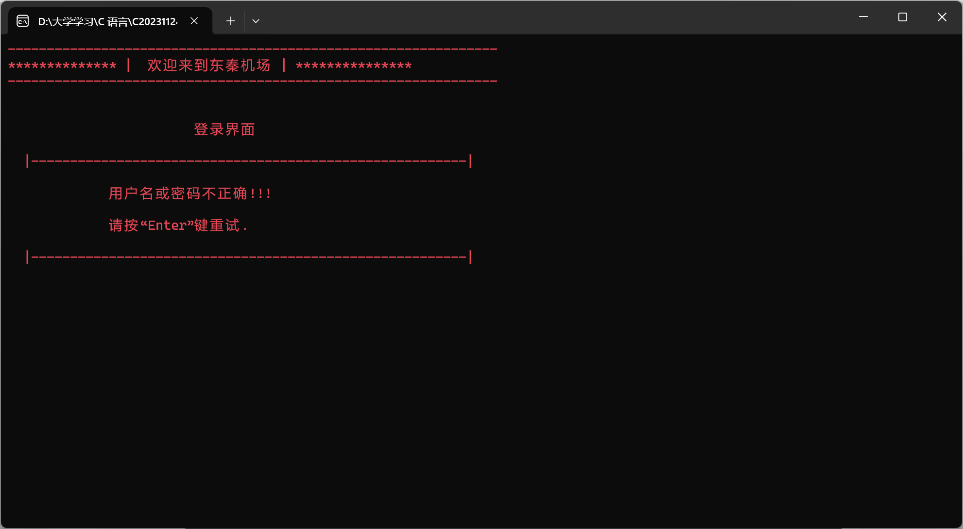 D:\大学学习\C 语言\C2023112
--------------------------------------------------------------
************** |  欢迎来到东秦机场 | ***************
--------------------------------------------------------------
登录界面
|--------------------------------------------------------|
用户名或密码不正确!!!
请按“Enter”键重试.
|--------------------------------------------------------|